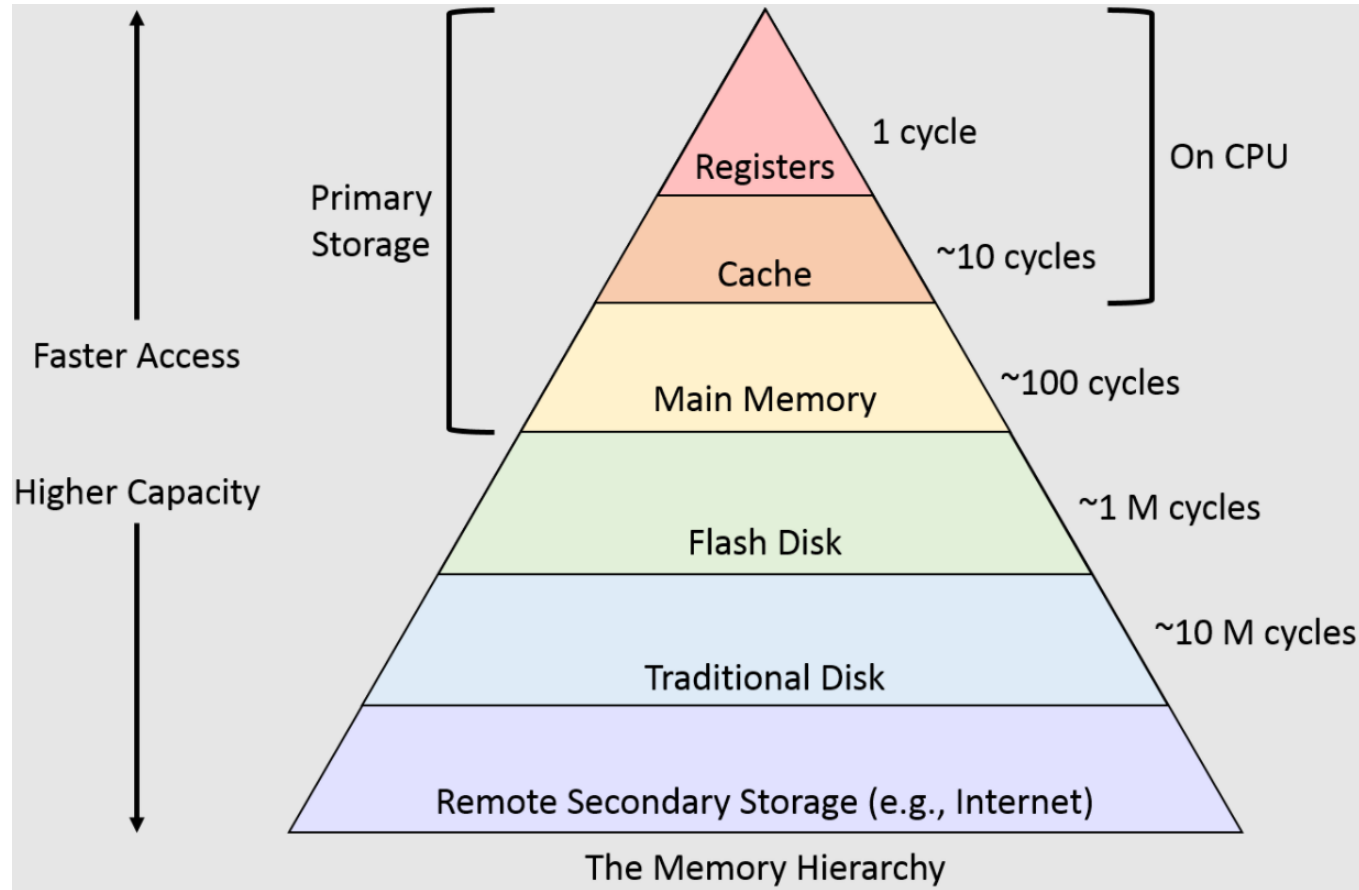 Registers
1 cycle
On CPU
Primary
Storage
Cache
~10 cycles
Faster Access
Main Memory
~100 cycles
Higher Capacity
Flash Disk
~1 M cycles
Traditional Disk
~10 M cycles
Remote Secondary Storage (e.g., Internet)
The Memory Hierarchy